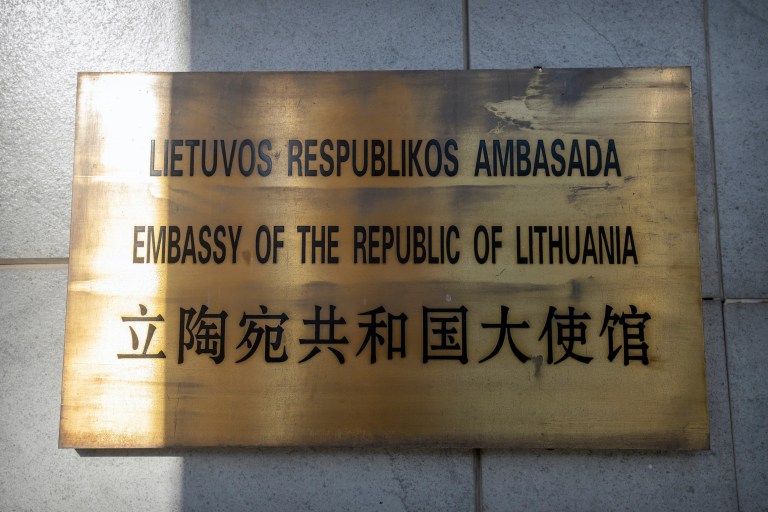 LIETUVOS RESPUBLIKOS AMBASADA
EMBASSY OF THE REPUBLIC OF LITHUANIA
立陶宛共和国大使馆